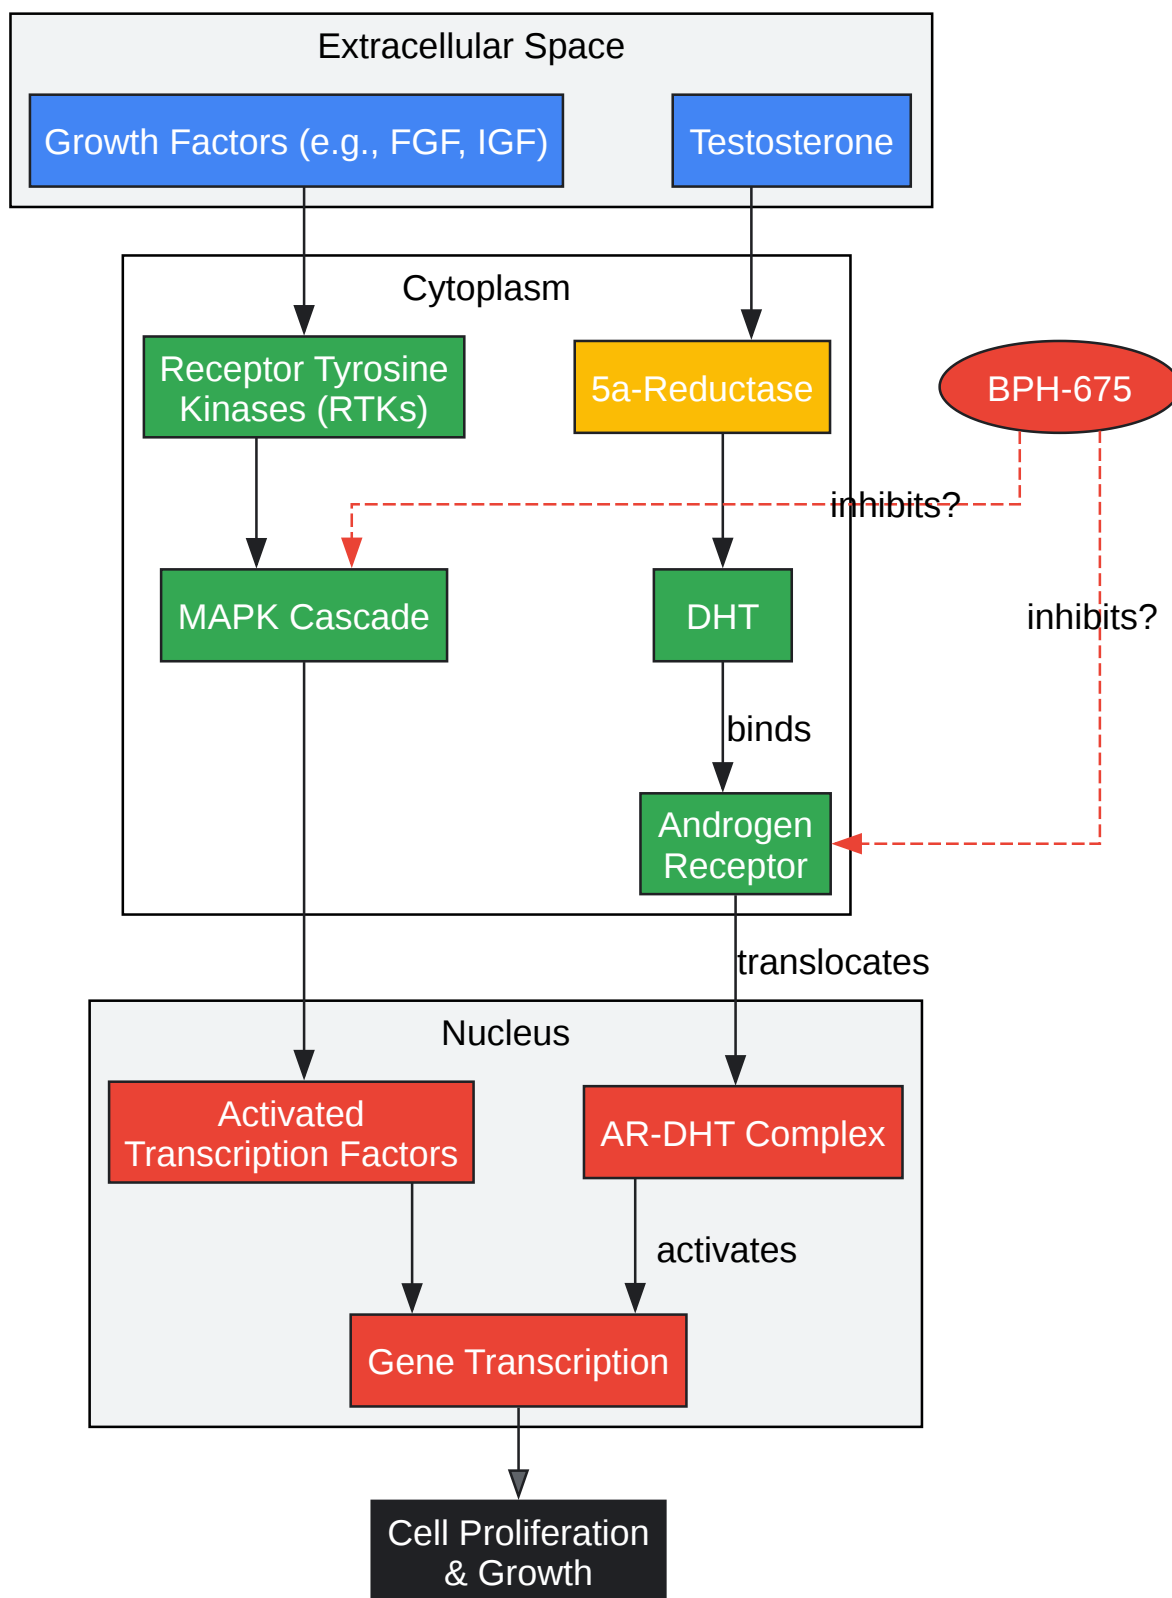 Extracellular Space
Growth Factors (e.g., FGF, IGF)
Testosterone
Cytoplasm
Receptor Tyrosine
Kinases (RTKs)
5a-Reductase
BPH-675
inhibits?
MAPK Cascade
DHT
inhibits?
binds
Androgen
Receptor
translocates
Nucleus
Activated
Transcription Factors
AR-DHT Complex
activates
Gene Transcription
Cell Proliferation
& Growth